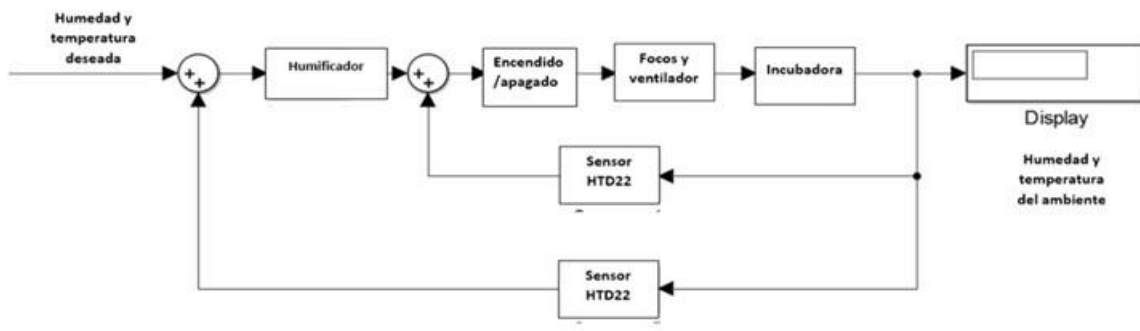 Humedad y
temperatura
deseada
+
+
Humificador
+
+
Encendido
/apagado
Focos y
ventilador
Incubadora
Display
Humedad y
temperatura
del ambiente
Sensor
HTD22
Sensor
HTD22